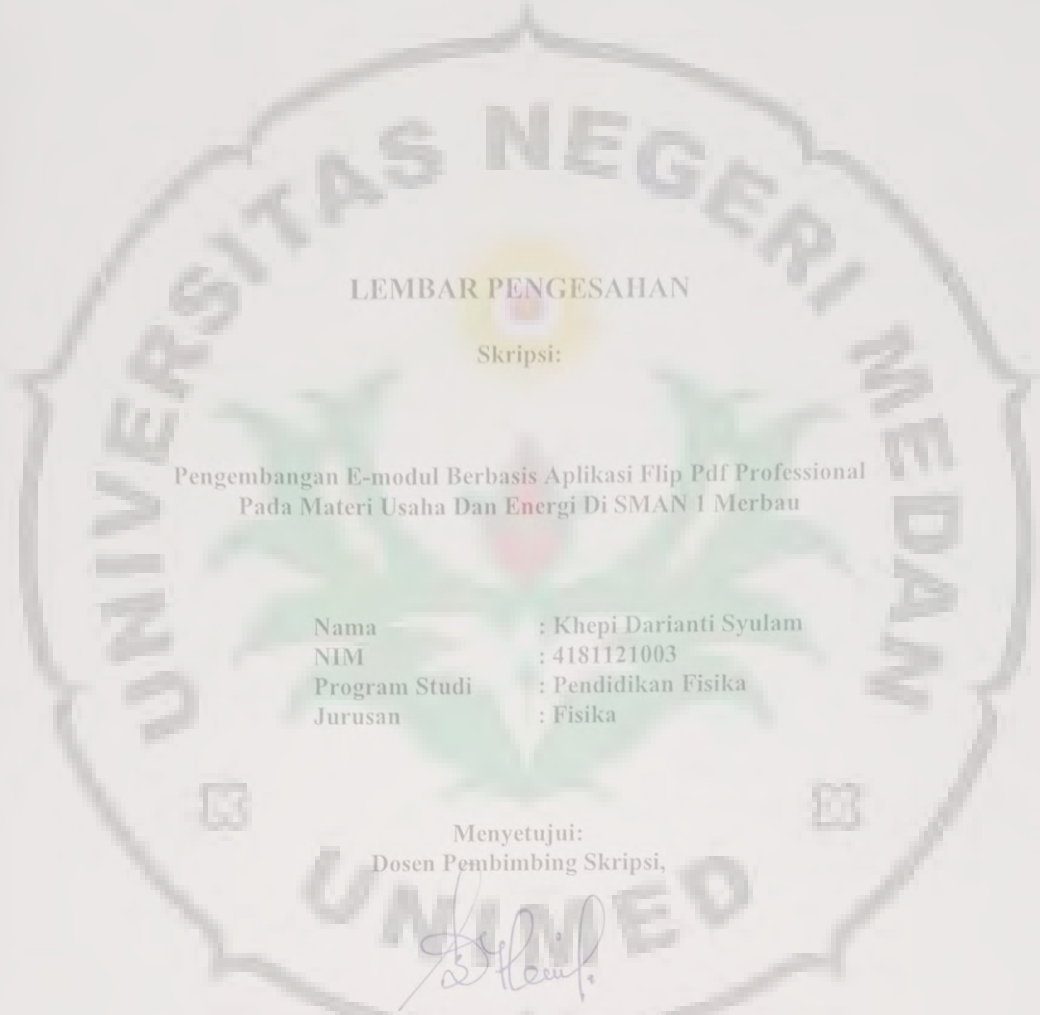 UNIVERSITAS NEGERI MEDAN
LEMBAR PENGESAHAN
Skripsi:
Pengembangan E-modul Berbasis Aplikasi Flip Pdf Professional
Pada Materi Usaha Dan Energi Di SMAN 1 Merbau
Nama : Khepi Darianti Syulam
NIM : 4181121003
Program Studi : Pendidikan Fisika
Jurusan : Fisika
Menyetujui:
Dosen Pembimbing Skripsi,
UNIMED